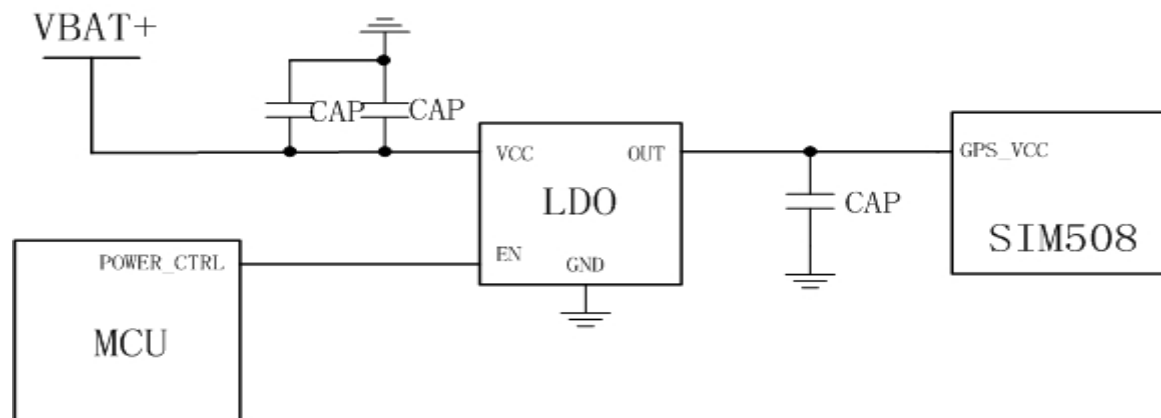 VBAT+
CAP
CAP
VCC
OUT
GPS_VCC
LDO
CAP
SIM508
POWER_CTRL
EN
GND
MCU